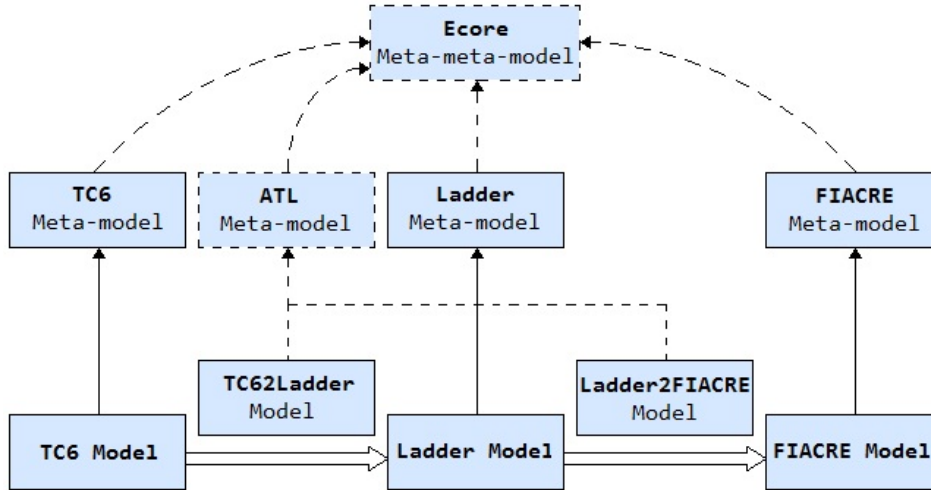 Ecore
Meta-meta-model
TC6
Meta-model
ATL
Meta-model
Ladder
Meta-model
FIACRE
Meta-model
TC62Ladder
Model
Ladder2FIACRE
Model
TC6 Model
Ladder Model
FIACRE Model